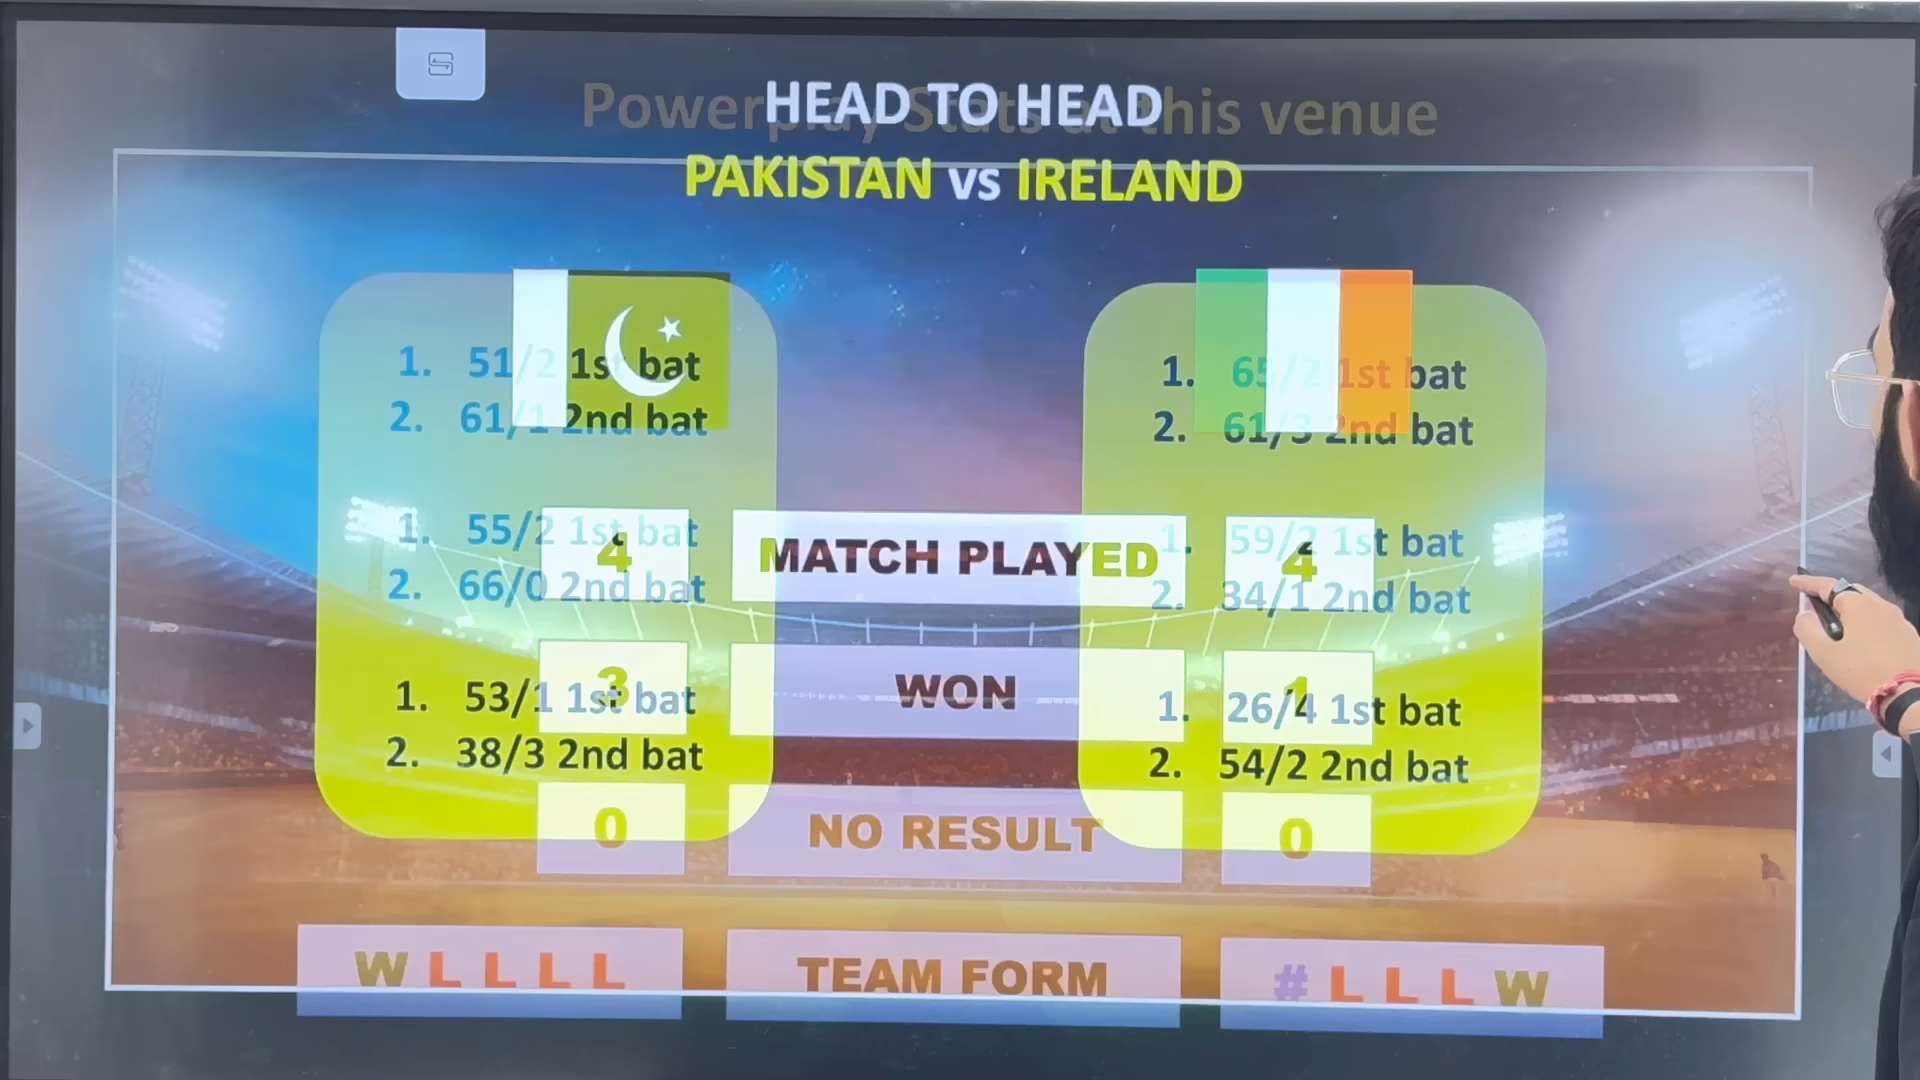 Powerplay Stats at this venue
HEAD TO HEAD
PAKISTAN vs IRELAND
1. 51/2 1st bat
2. 61/1 2nd bat
1. 65/2 1st bat
2. 61/3 2nd bat
1. 55/2 1st bat
2. 66/0 2nd bat
1. 59/2 1st bat
2. 34/1 2nd bat
4 MATCH PLAYED 4
1. 53/1 1st bat
2. 38/3 2nd bat
1. 26/4 1st bat
2. 54/2 2nd bat
3 WON 1
0 NO RESULT 0
W L L L L TEAM FORM # L L L W